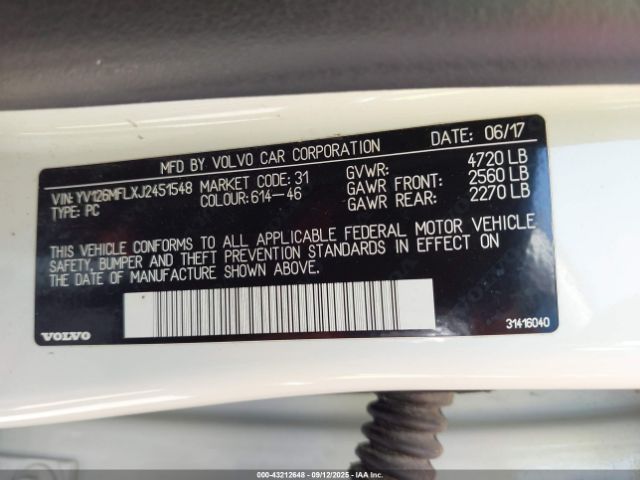 MFD BY VOLVO CAR CORPORATION DATE: 06/17
VIN: YV126MFLXJ2451548 MARKET CODE: 31 GVWR: 4720 LB
TYPE: PC COLOUR: 614-46 GAWR FRONT: 2560 LB
GAWR REAR: 2270 LB
THIS VEHICLE CONFORMS TO ALL APPLICABLE FEDERAL MOTOR VEHICLE
SAFETY, BUMPER AND THEFT PREVENTION STANDARDS IN EFFECT ON
THE DATE OF MANUFACTURE SHOWN ABOVE.
VOLVO 31416040
000-43212648 - 09/12/2025 - IAAI.COM